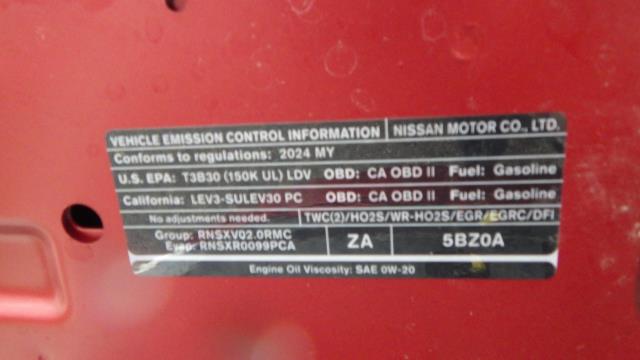 VEHICLE EMISSION CONTROL INFORMATION NISSAN MOTOR CO., LTD.
Conforms to regulations: 2024 MY
U.S. EPA: T3B30 (150K UL) LDV OBD: CA OBD II Fuel: Gasoline
California: LEV3-SULEV30 PC OBD: CA OBD II Fuel: Gasoline
No adjustments needed. TWC(2)/HO2S/WR-HO2S/EGR/EGRC/DFI
Group: RNSXV02.0RMC
Evap: RNSXR0099PCA
ZA
5BZ0A
Engine Oil Viscosity: SAE 0W-20